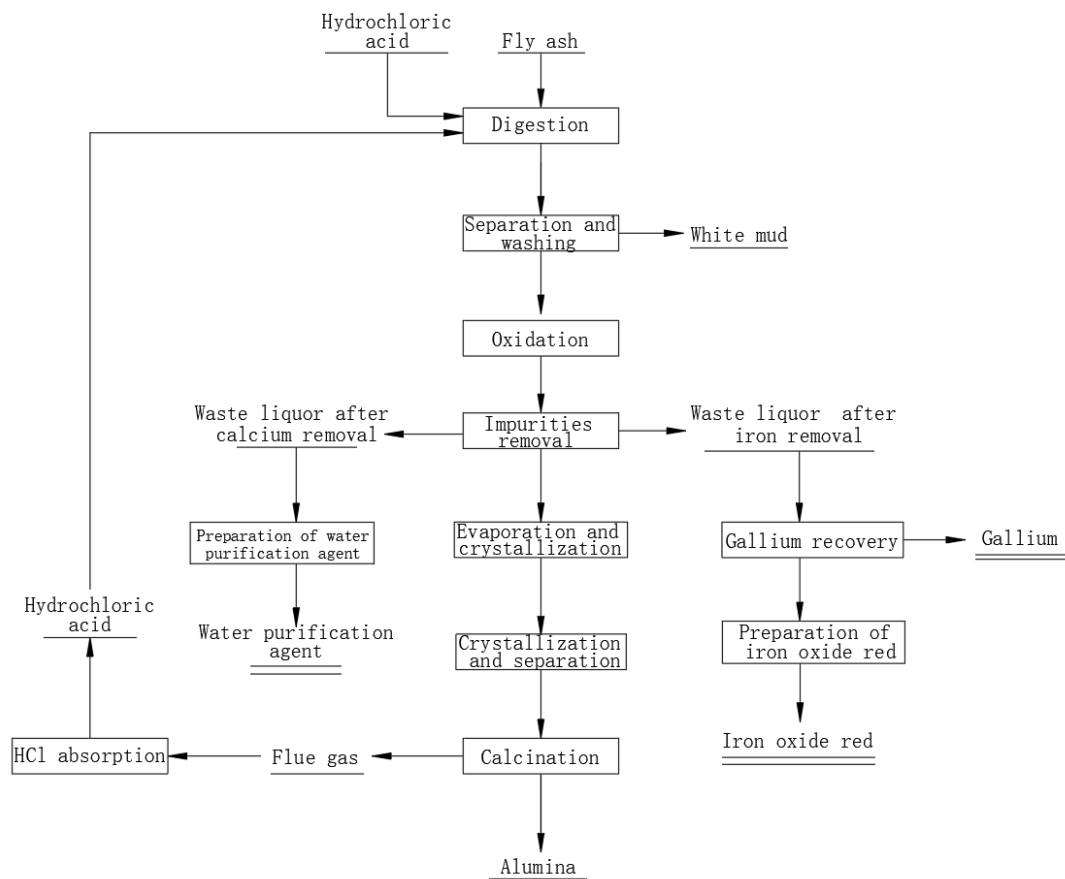 Hydrochloric
acid
Fly ash
Digestion
Separation and
washing
White mud
Oxidation
Waste liquor after
calcium removal
Impurities
removal
Waste liquor after
iron removal
Preparation of water
purification agent
Evaporation and
crystallization
Gallium recovery
Gallium
Hydrochloric
acid
Water purification
agent
Crystallization
and separation
Preparation of
iron oxide red
HCl absorption
Flue gas
Calcination
Iron oxide red
Alumina